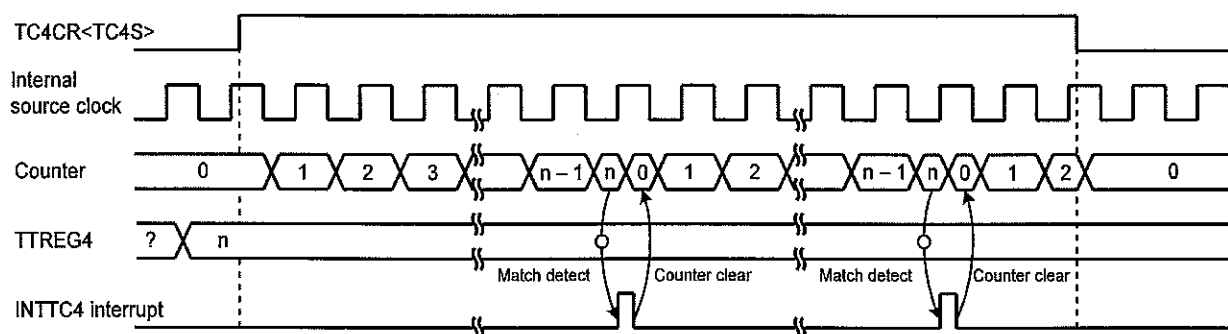 TC4CR<TC4S>
Internal
source clock
Counter 0 1 2 3 n – 1 n 0 1 2 n – 1 n 0 1 2 0
TTREG4 ? n
Match detect Counter clear Match detect Counter clear
INTTC4 interrupt